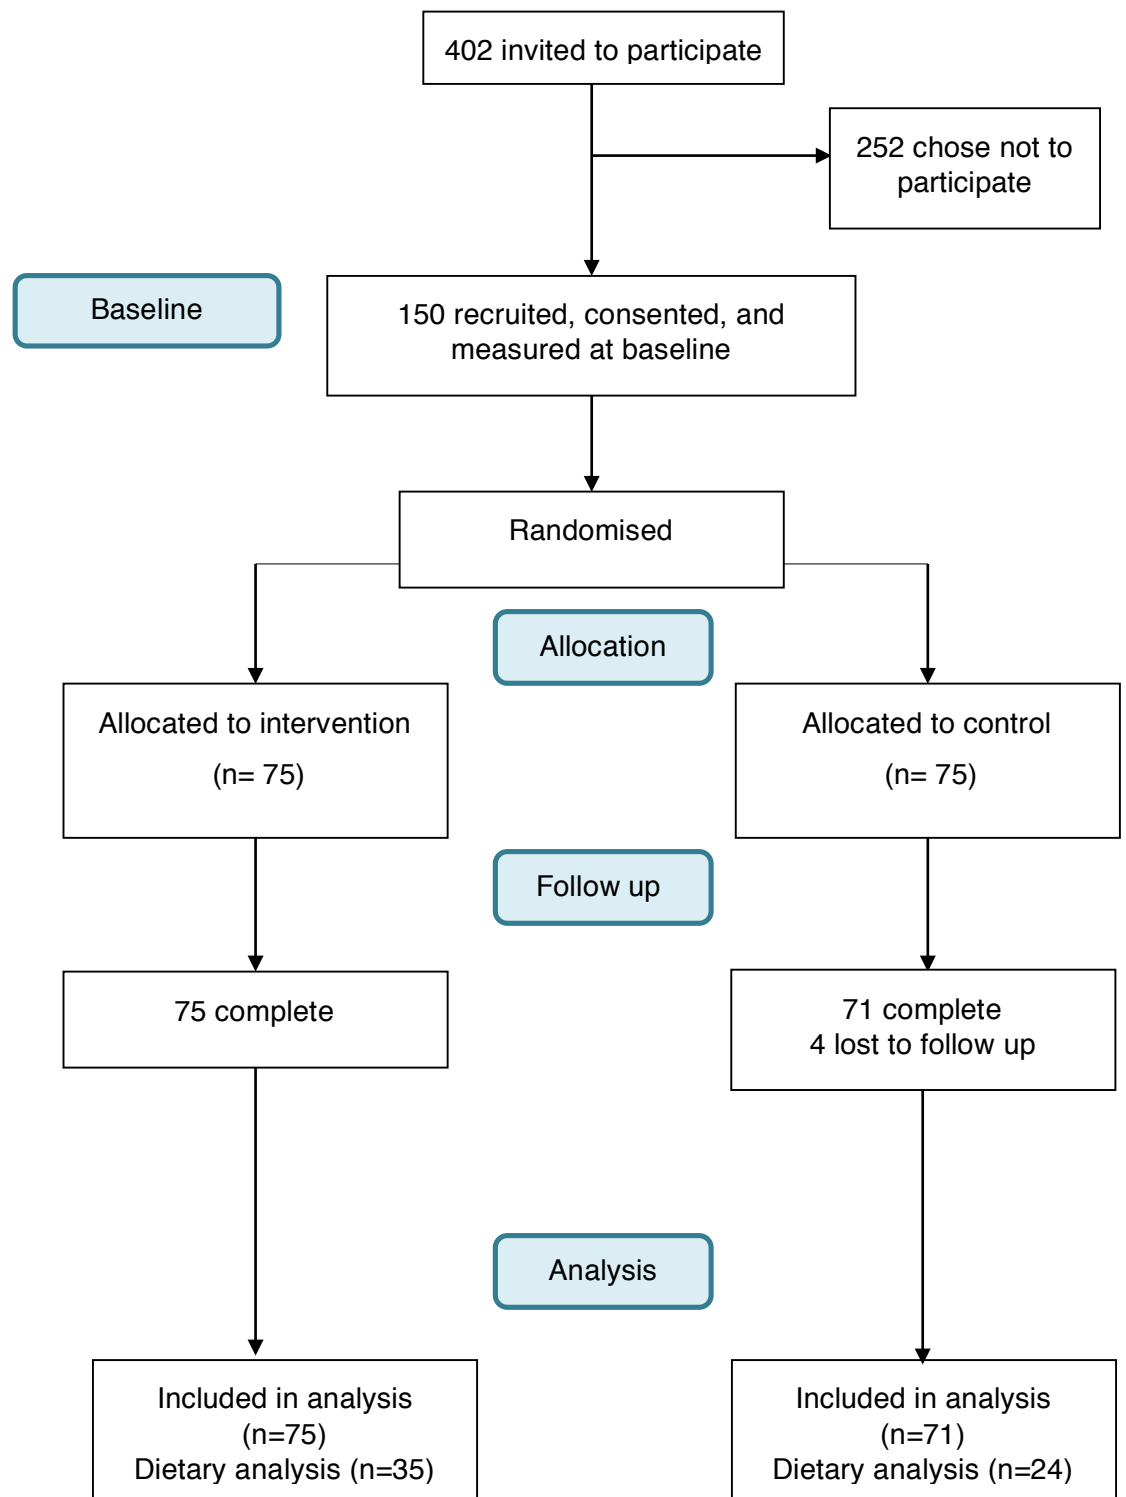 402 invited to participate
252 chose not to
participate
Baseline
150 recruited, consented, and
measured at baseline
Randomised
Allocation
Allocated to intervention
(n= 75)
Allocated to control
(n= 75)
Follow up
75 complete
71 complete
4 lost to follow up
Analysis
Included in analysis
(n=75)
Dietary analysis (n=35)
Included in analysis
(n=71)
Dietary analysis (n=24)